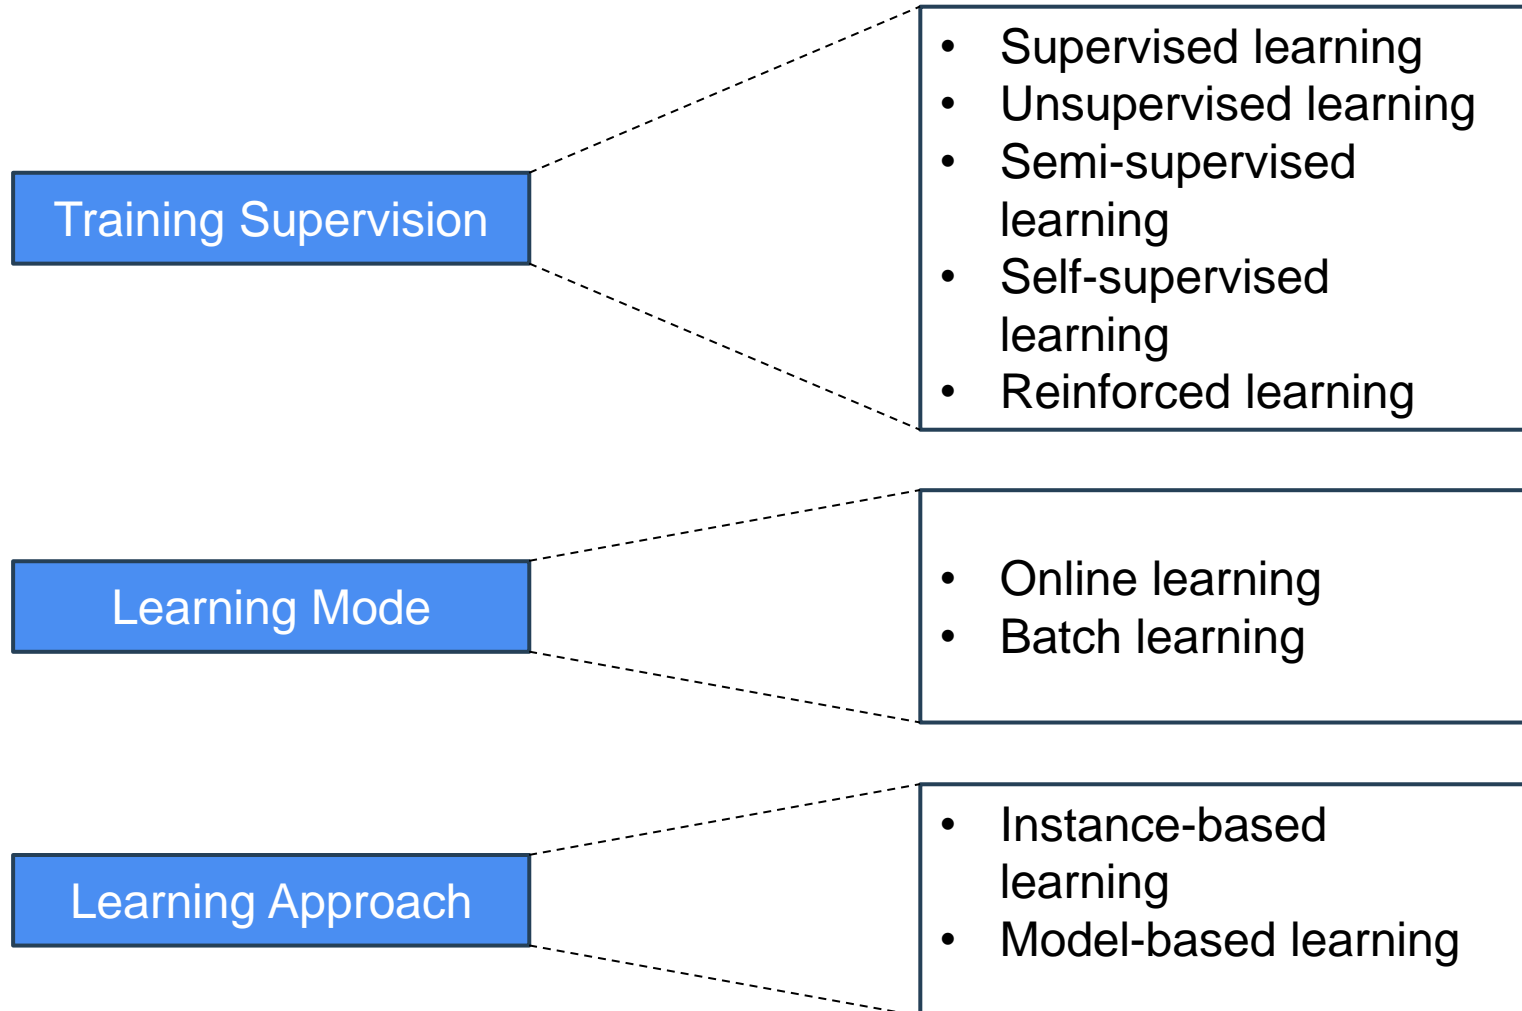 Training Supervision
• Supervised learning
• Unsupervised learning
• Semi-supervised
learning
• Self-supervised
learning
• Reinforced learning
Learning Mode
• Online learning
• Batch learning
Learning Approach
• Instance-based
learning
• Model-based learning